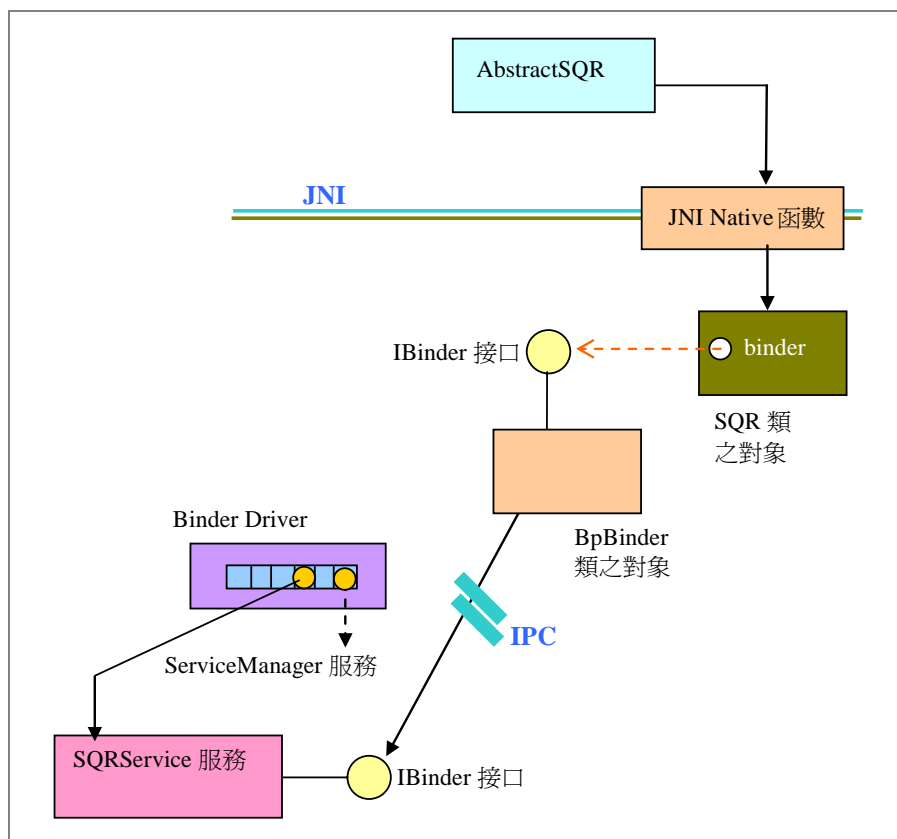 AbstractSQR
JNI
JNI Native 函數
IBinder 接口
binder
SQR 類
之對象
Binder Driver
BpBinder
類之對象
IPC
ServiceManager 服務
SQRService 服務
IBinder 接口